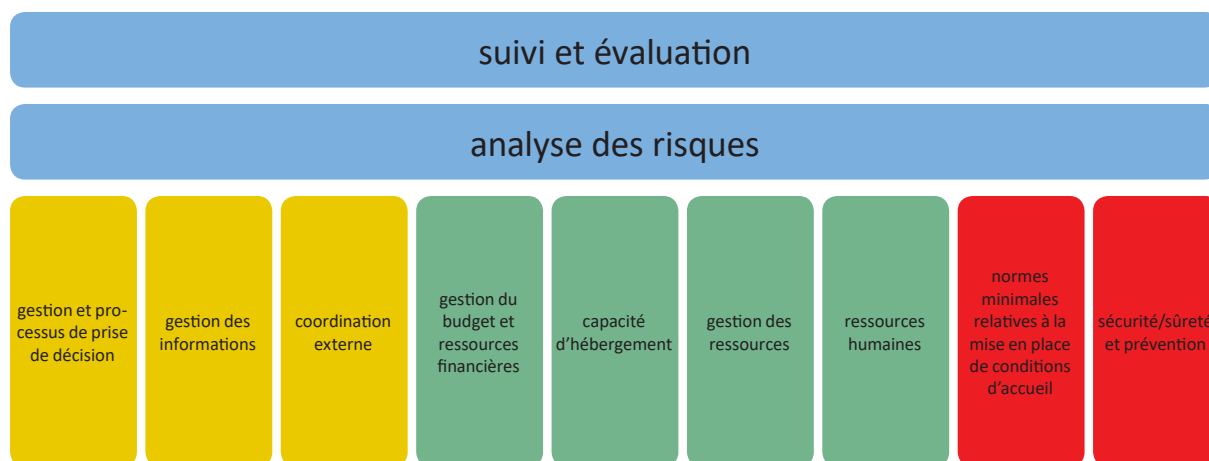 suivi et évaluation
analyse des risques
gestion et pro-
cessus de prise
de décision
gestion des
informations
coordination
externe
gestion du
budget et
ressources
financières
capacité
d'hébergement
gestion des
ressources
ressources
humaines
normes
minimales
relatives à la
mise en place
de conditions
d'accueil
sécurité/sûreté
et prévention